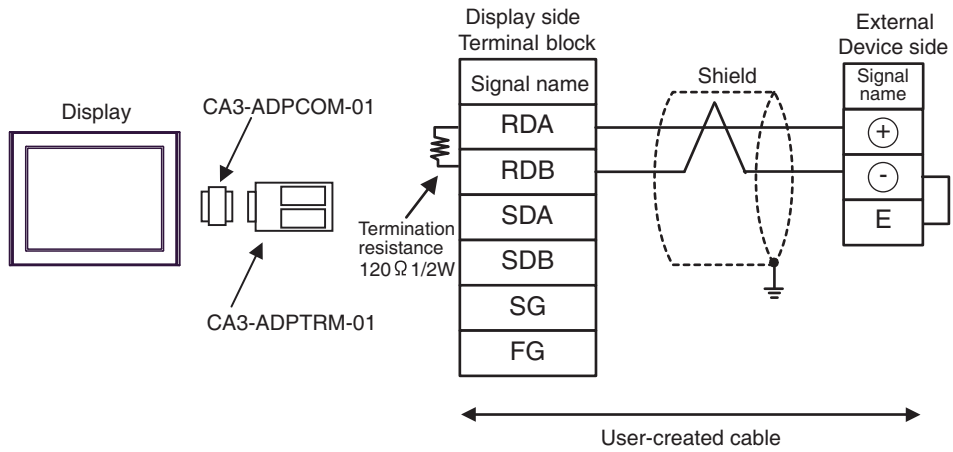 Display side
Terminal block
External
Device side
Signal name
Signal
name
Shield
Display
CA3-ADPCOM-01
RDA
+
RDB
-
SDA
E
Termination
resistance
120 Ω 1/2W
SDB
SG
CA3-ADPTRM-01
FG
User-created cable